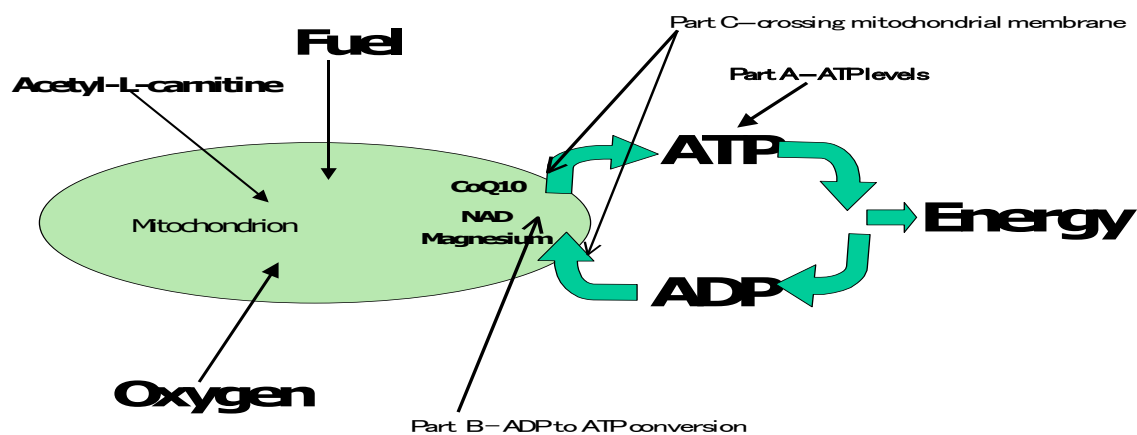 Part C–crossing mitochondrial membrane
Fuel
Part A – ATP levels
Acetyl-L-carnitine
ATP
CoQ10
NAD
Mitochondrion
Energy
Magnesium
ADP
Oxygen
Part B – ADP to ATP conversion